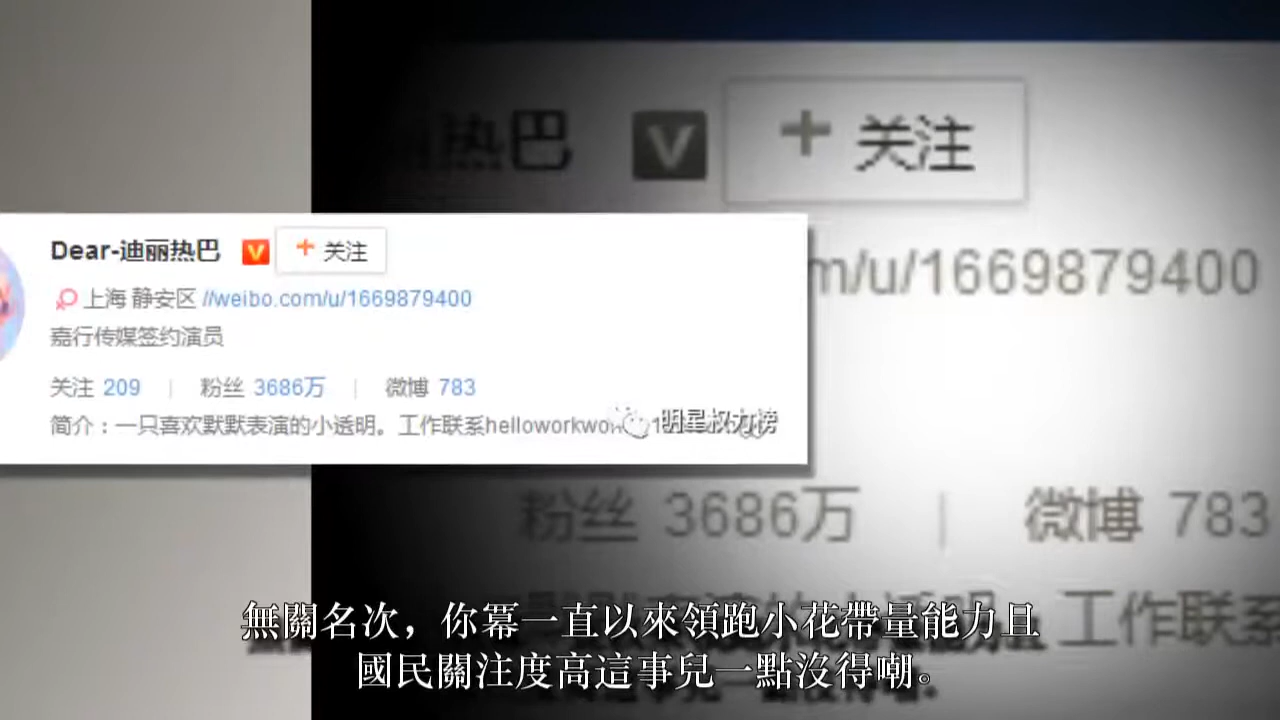 热巴 V + 关注
Dear-迪丽热巴 V + 关注
上海 静安区 //weibo.com/u/1669879400
m/u/1669879400
嘉行传媒签约演员
关注 209 | 粉丝 3686万 | 微博 783
简介：一只喜欢默默表演的小透明。工作联系hellowork
明星权力榜
粉丝 3686万 | 微博 783
工作联系
無關名次，你冪一直以來領跑小花帶量能力且
國民關注度高這事兒一點沒得嘲。